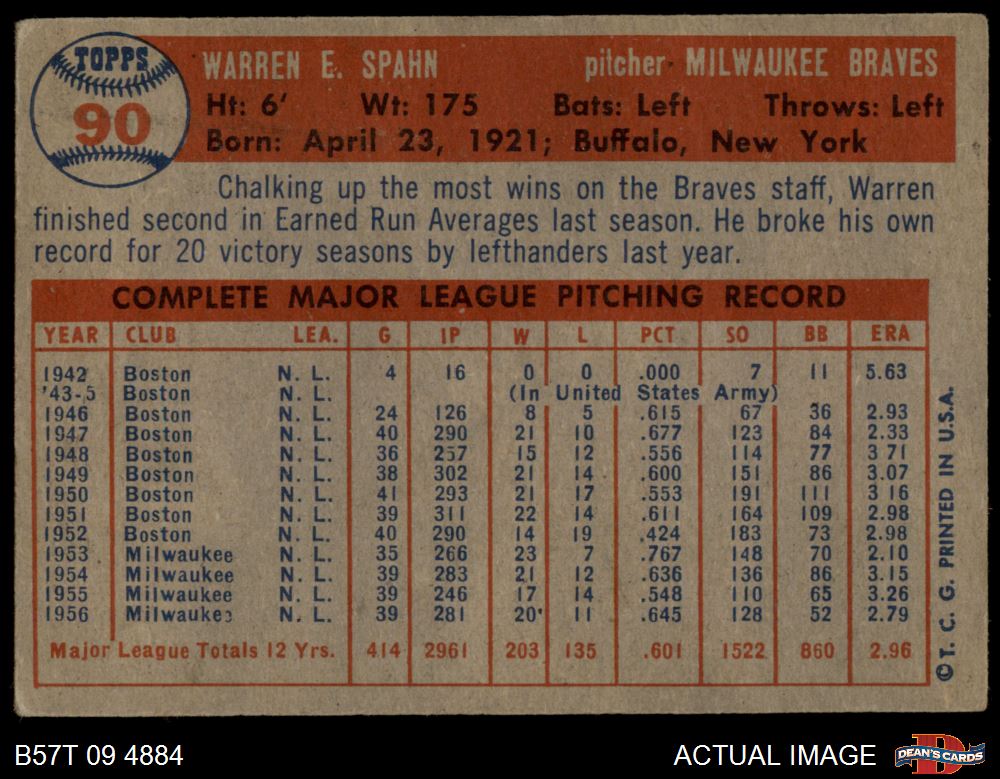 TOPPS
90
WARREN E. SPAHN pitcher MILWAUKEE BRAVES
Ht: 6' Wt: 175 Bats: Left Throws: Left
Born: April 23, 1921; Buffalo, New York
Chalking up the most wins on the Braves staff, Warren
finished second in Earned Run Averages last season. He broke his own
record for 20 victory seasons by lefthanders last year.
COMPLETE MAJOR LEAGUE PITCHING RECORD
YEAR CLUB LEA. G IP W L PCT SO BB ERA
1942 Boston N. L. 4 16 0 0 .000 7 11 5.63
'43-5 Boston N. L. (In United States Army)
1946 Boston N. L. 24 126 8 5 .615 67 36 2.93
1947 Boston N. L. 40 290 21 10 .677 123 84 2.33
1948 Boston N. L. 36 257 15 12 .556 114 77 3.71
1949 Boston N. L. 38 302 21 14 .600 151 86 3.07
1950 Boston N. L. 41 293 21 17 .553 191 111 3.16
1951 Boston N. L. 39 311 22 14 .611 164 109 2.98
1952 Boston N. L. 40 290 14 19 .424 183 73 2.98
1953 Milwaukee N. L. 35 266 23 7 .767 148 70 2.10
1954 Milwaukee N. L. 39 283 21 12 .636 136 86 3.15
1955 Milwaukee N. L. 39 246 17 14 .548 110 65 3.26
1956 Milwaukee N. L. 39 281 20 11 .645 128 52 2.79
Major League Totals 12 Yrs. 414 2961 203 135 .601 1522 860 2.96
©T. C. G. PRINTED IN U.S.A.
B57T 09 4884 ACTUAL IMAGE
DEAN'S CARDS